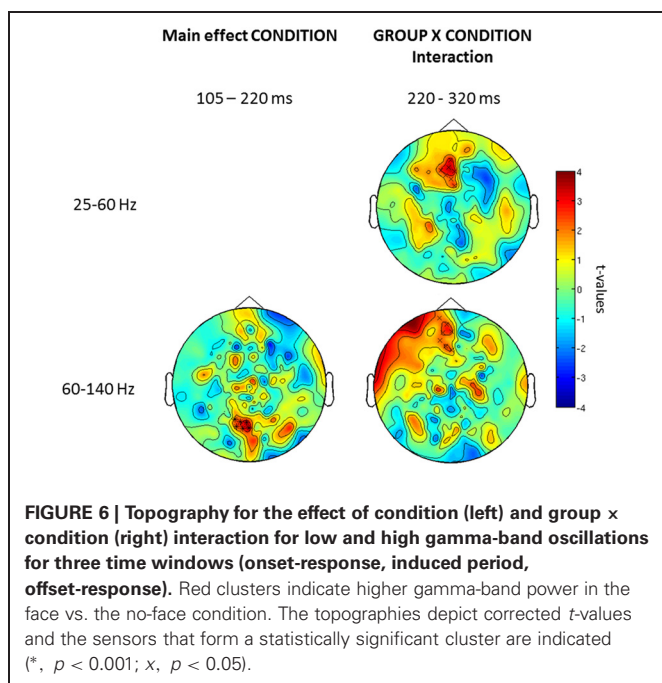 Main effect CONDITION
GROUP X CONDITION
Interaction
105 – 220 ms
220 - 320 ms
25-60 Hz
4
3
2
1
0
-1
-2
-3
-4
t-values
60-140 Hz
FIGURE 6 | Topography for the effect of condition (left) and group ×
condition (right) interaction for low and high gamma-band oscillations
for three time windows (onset-response, induced period,
offset-response). Red clusters indicate higher gamma-band power in the
face vs. the no-face condition. The topographies depict corrected t-values
and the sensors that form a statistically significant cluster are indicated
(*, p < 0.001; x, p < 0.05).